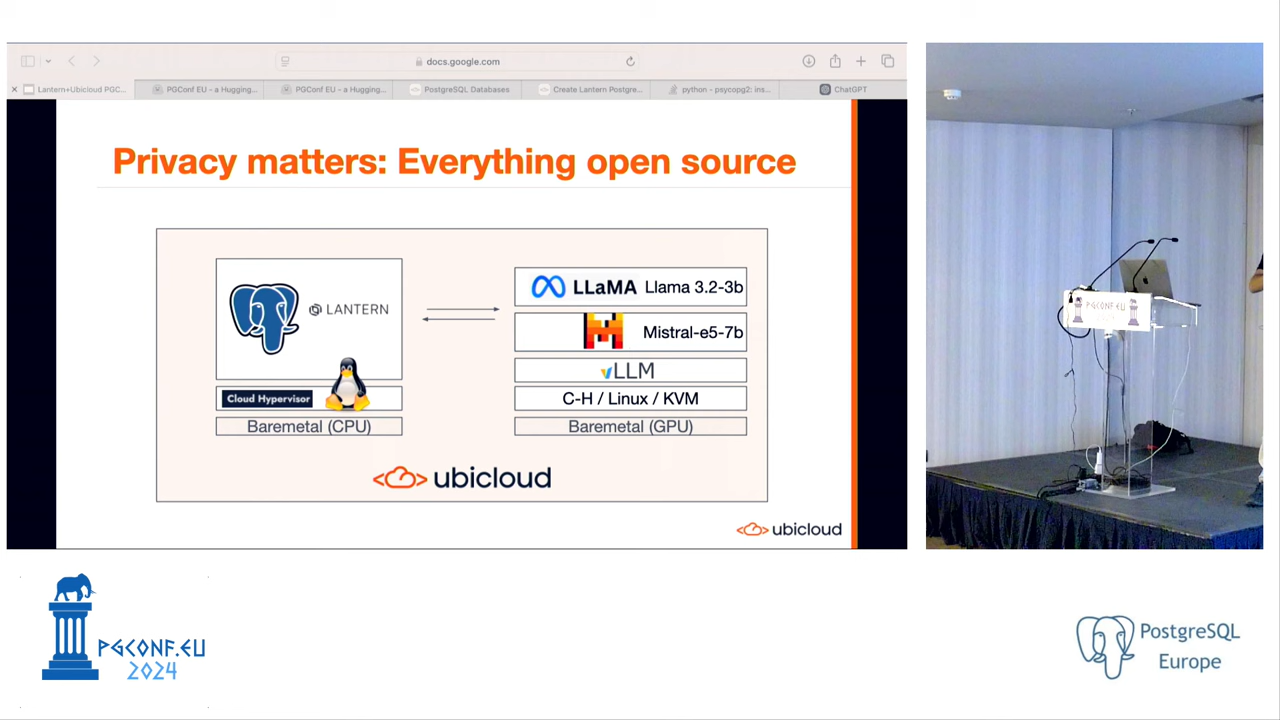 docs.google.com
Lantern+Ubicloud PGC...
PGConf EU - a Hugging...
PGConf EU - a Hugging...
PostgreSQL Databases
Create Lantern Postgre...
python - psycopg2: ins...
ChatGPT
Privacy matters: Everything open source
LANTERN
Cloud Hypervisor
Baremetal (CPU)
LLaMA Llama 3.2-3b
Mistral-e5-7b
vLLM
C-H / Linux / KVM
Baremetal (GPU)
ubicloud
ubicloud
PGCONF.EU
PGCONF.EU
2024
PostgreSQL
Europe